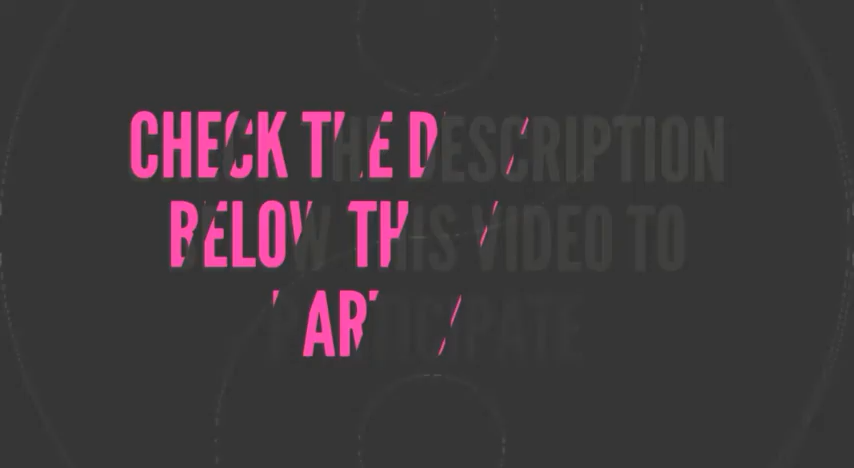 CHECK THE DESCRIPTION
BELOW THIS VIDEO TO
PARTICIPATE